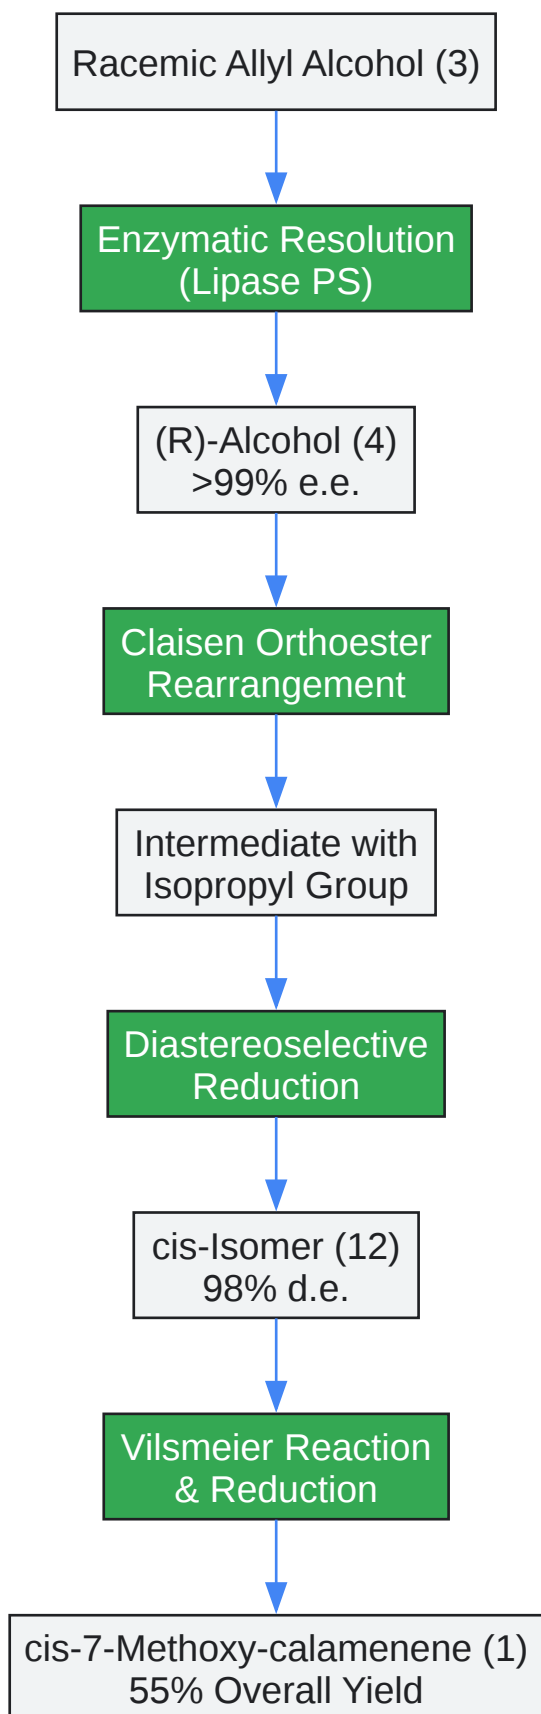 Racemic Allyl Alcohol (3)
Enzymatic Resolution
(Lipase PS)
(R)-Alcohol (4)
>99% e.e.
Claisen Orthoester
Rearrangement
Intermediate with
Isopropyl Group
Diastereoselective
Reduction
cis-Isomer (12)
98% d.e.
Vilsmeier Reaction
& Reduction
cis-7-Methoxy-calamenene (1)
55% Overall Yield